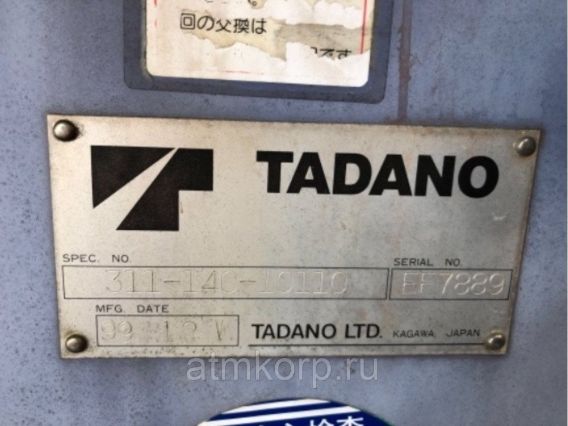 回の交換は
TADANO
SPEC. NO. SERIAL NO.
311-140-10110 EF7889
MFG. DATE
TADANO LTD. KAGAWA, JAPAN
atmkorp.ru